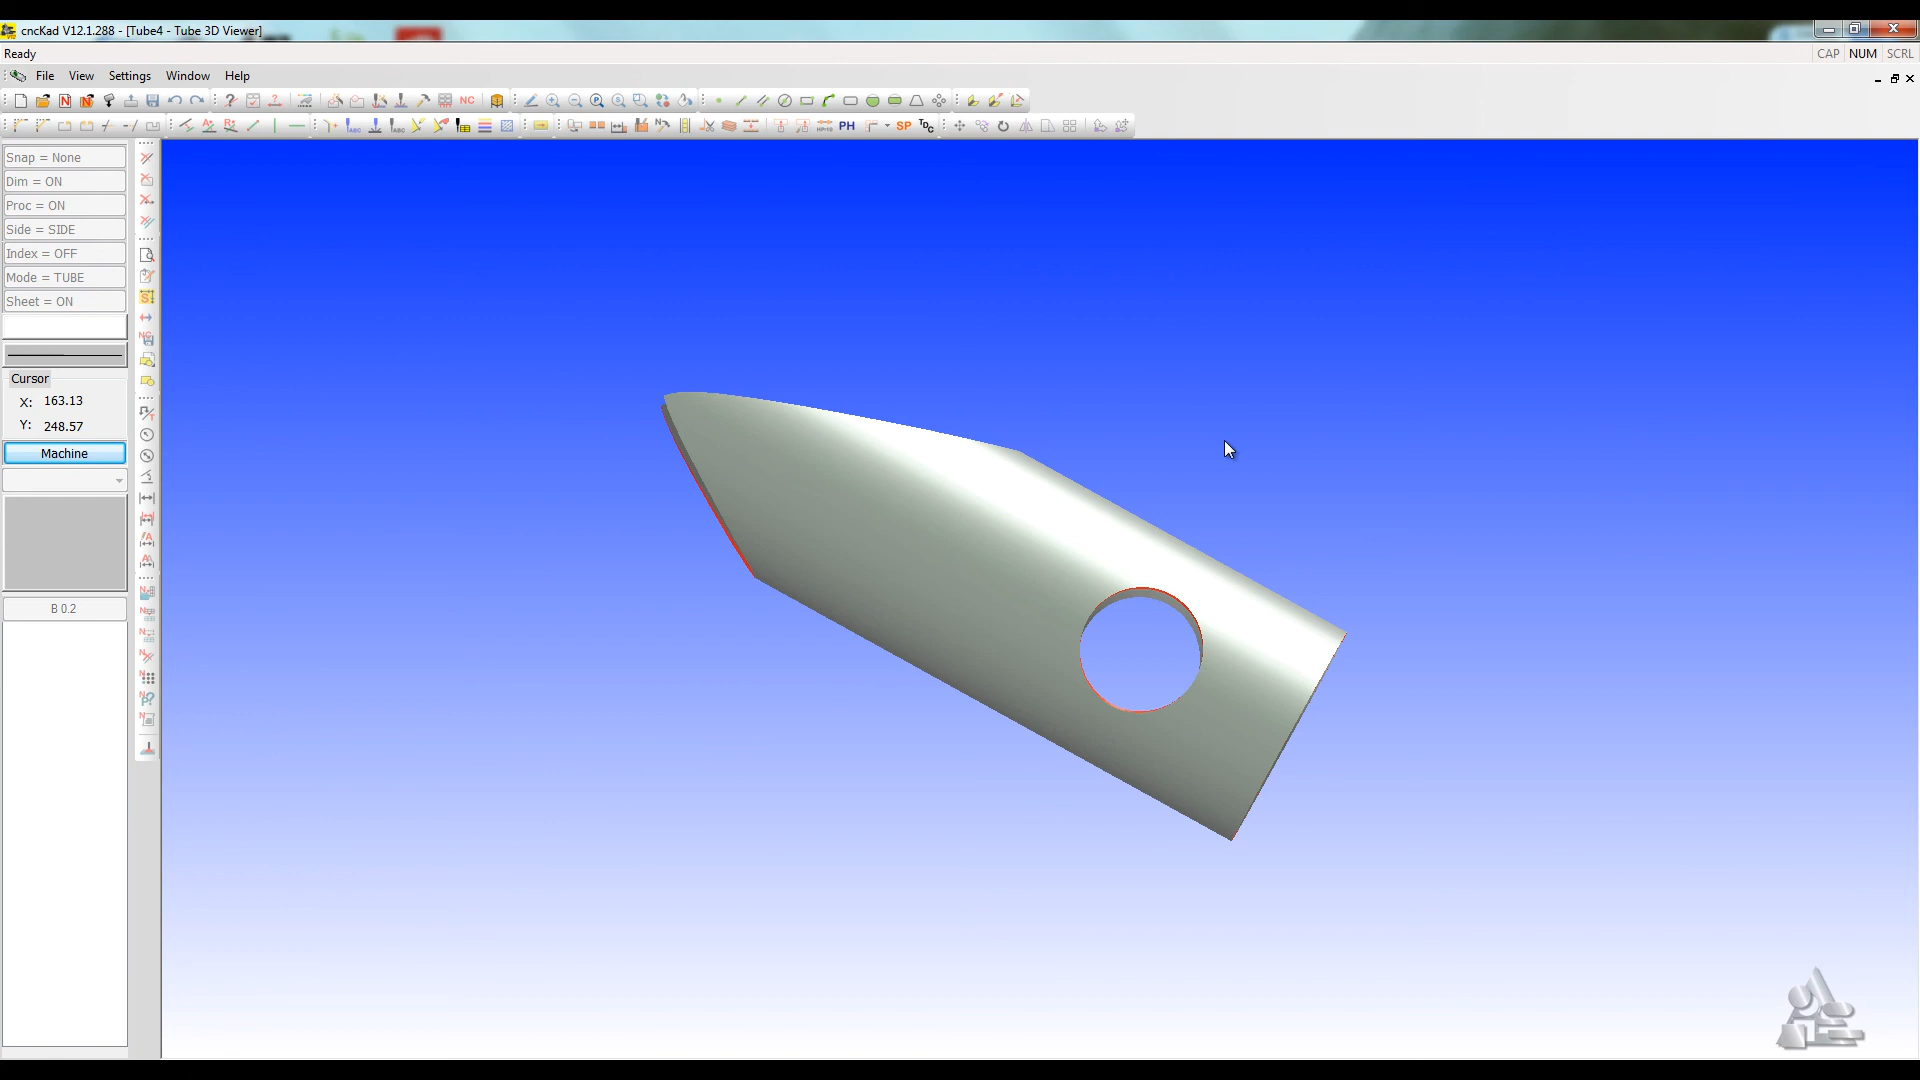 cncKad V12.1.288 - [Tube4 - Tube 3D Viewer]
Ready
CAP NUM SCRL
File View Settings Window Help
NC
PH SP
Snap = None
Dim = ON
Proc = ON
Side = SIDE
Index = OFF
Mode = TUBE
Sheet = ON
Cursor
X: 163.13
Y: 248.57
Machine
B 0.2